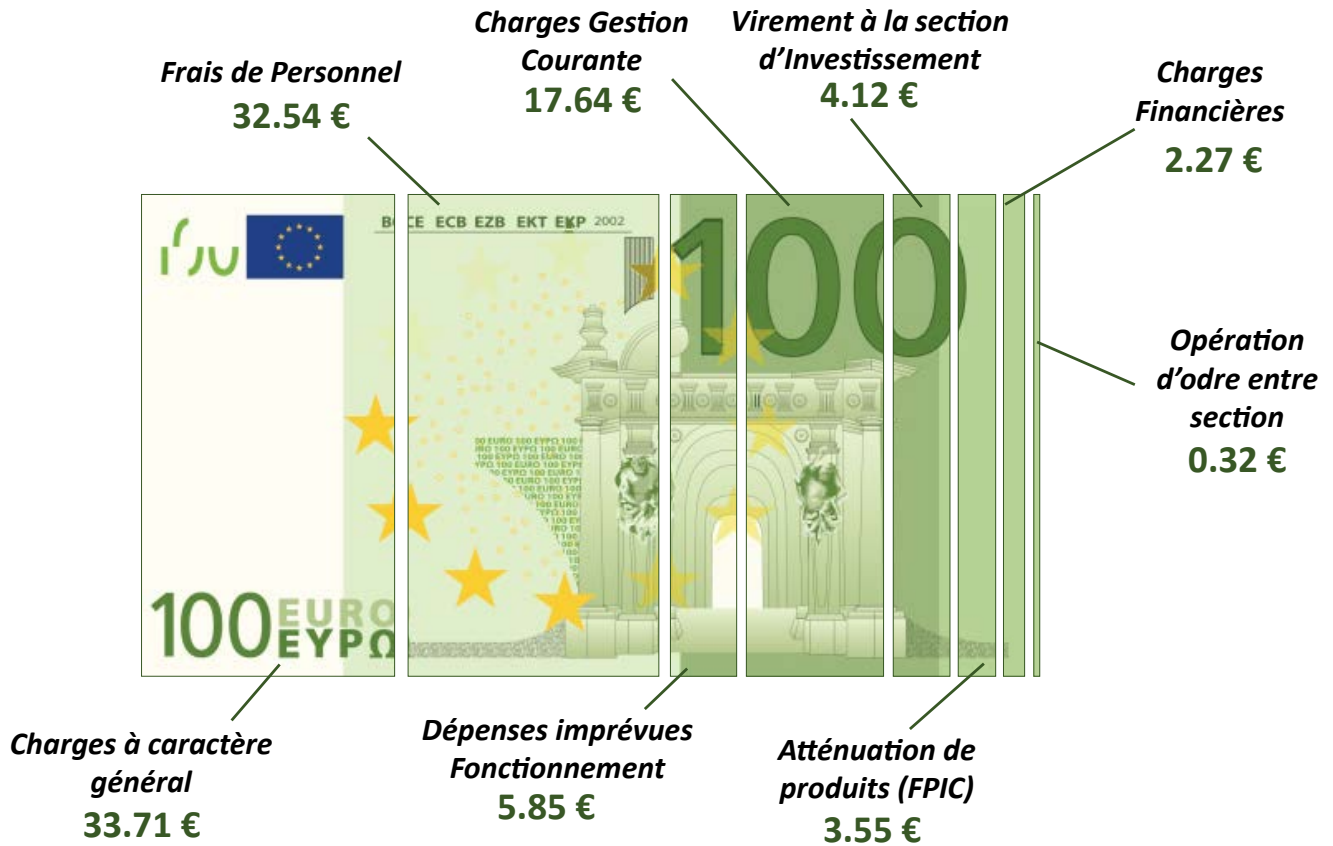 Charges Gestion
Courante
17.64 €
Virement à la section
d'Investissement
4.12 €
Frais de Personnel
32.54 €
Charges
Financières
2.27 €
BCE ECB EZB EKT EKP 2002
100
Opération
d'odre entre
section
0.32 €
100 EURO
ΕΥΡΩ
Charges à caractère
général
33.71 €
Dépenses imprévues
Fonctionnement
5.85 €
Atténuation de
produits (FPIC)
3.55 €